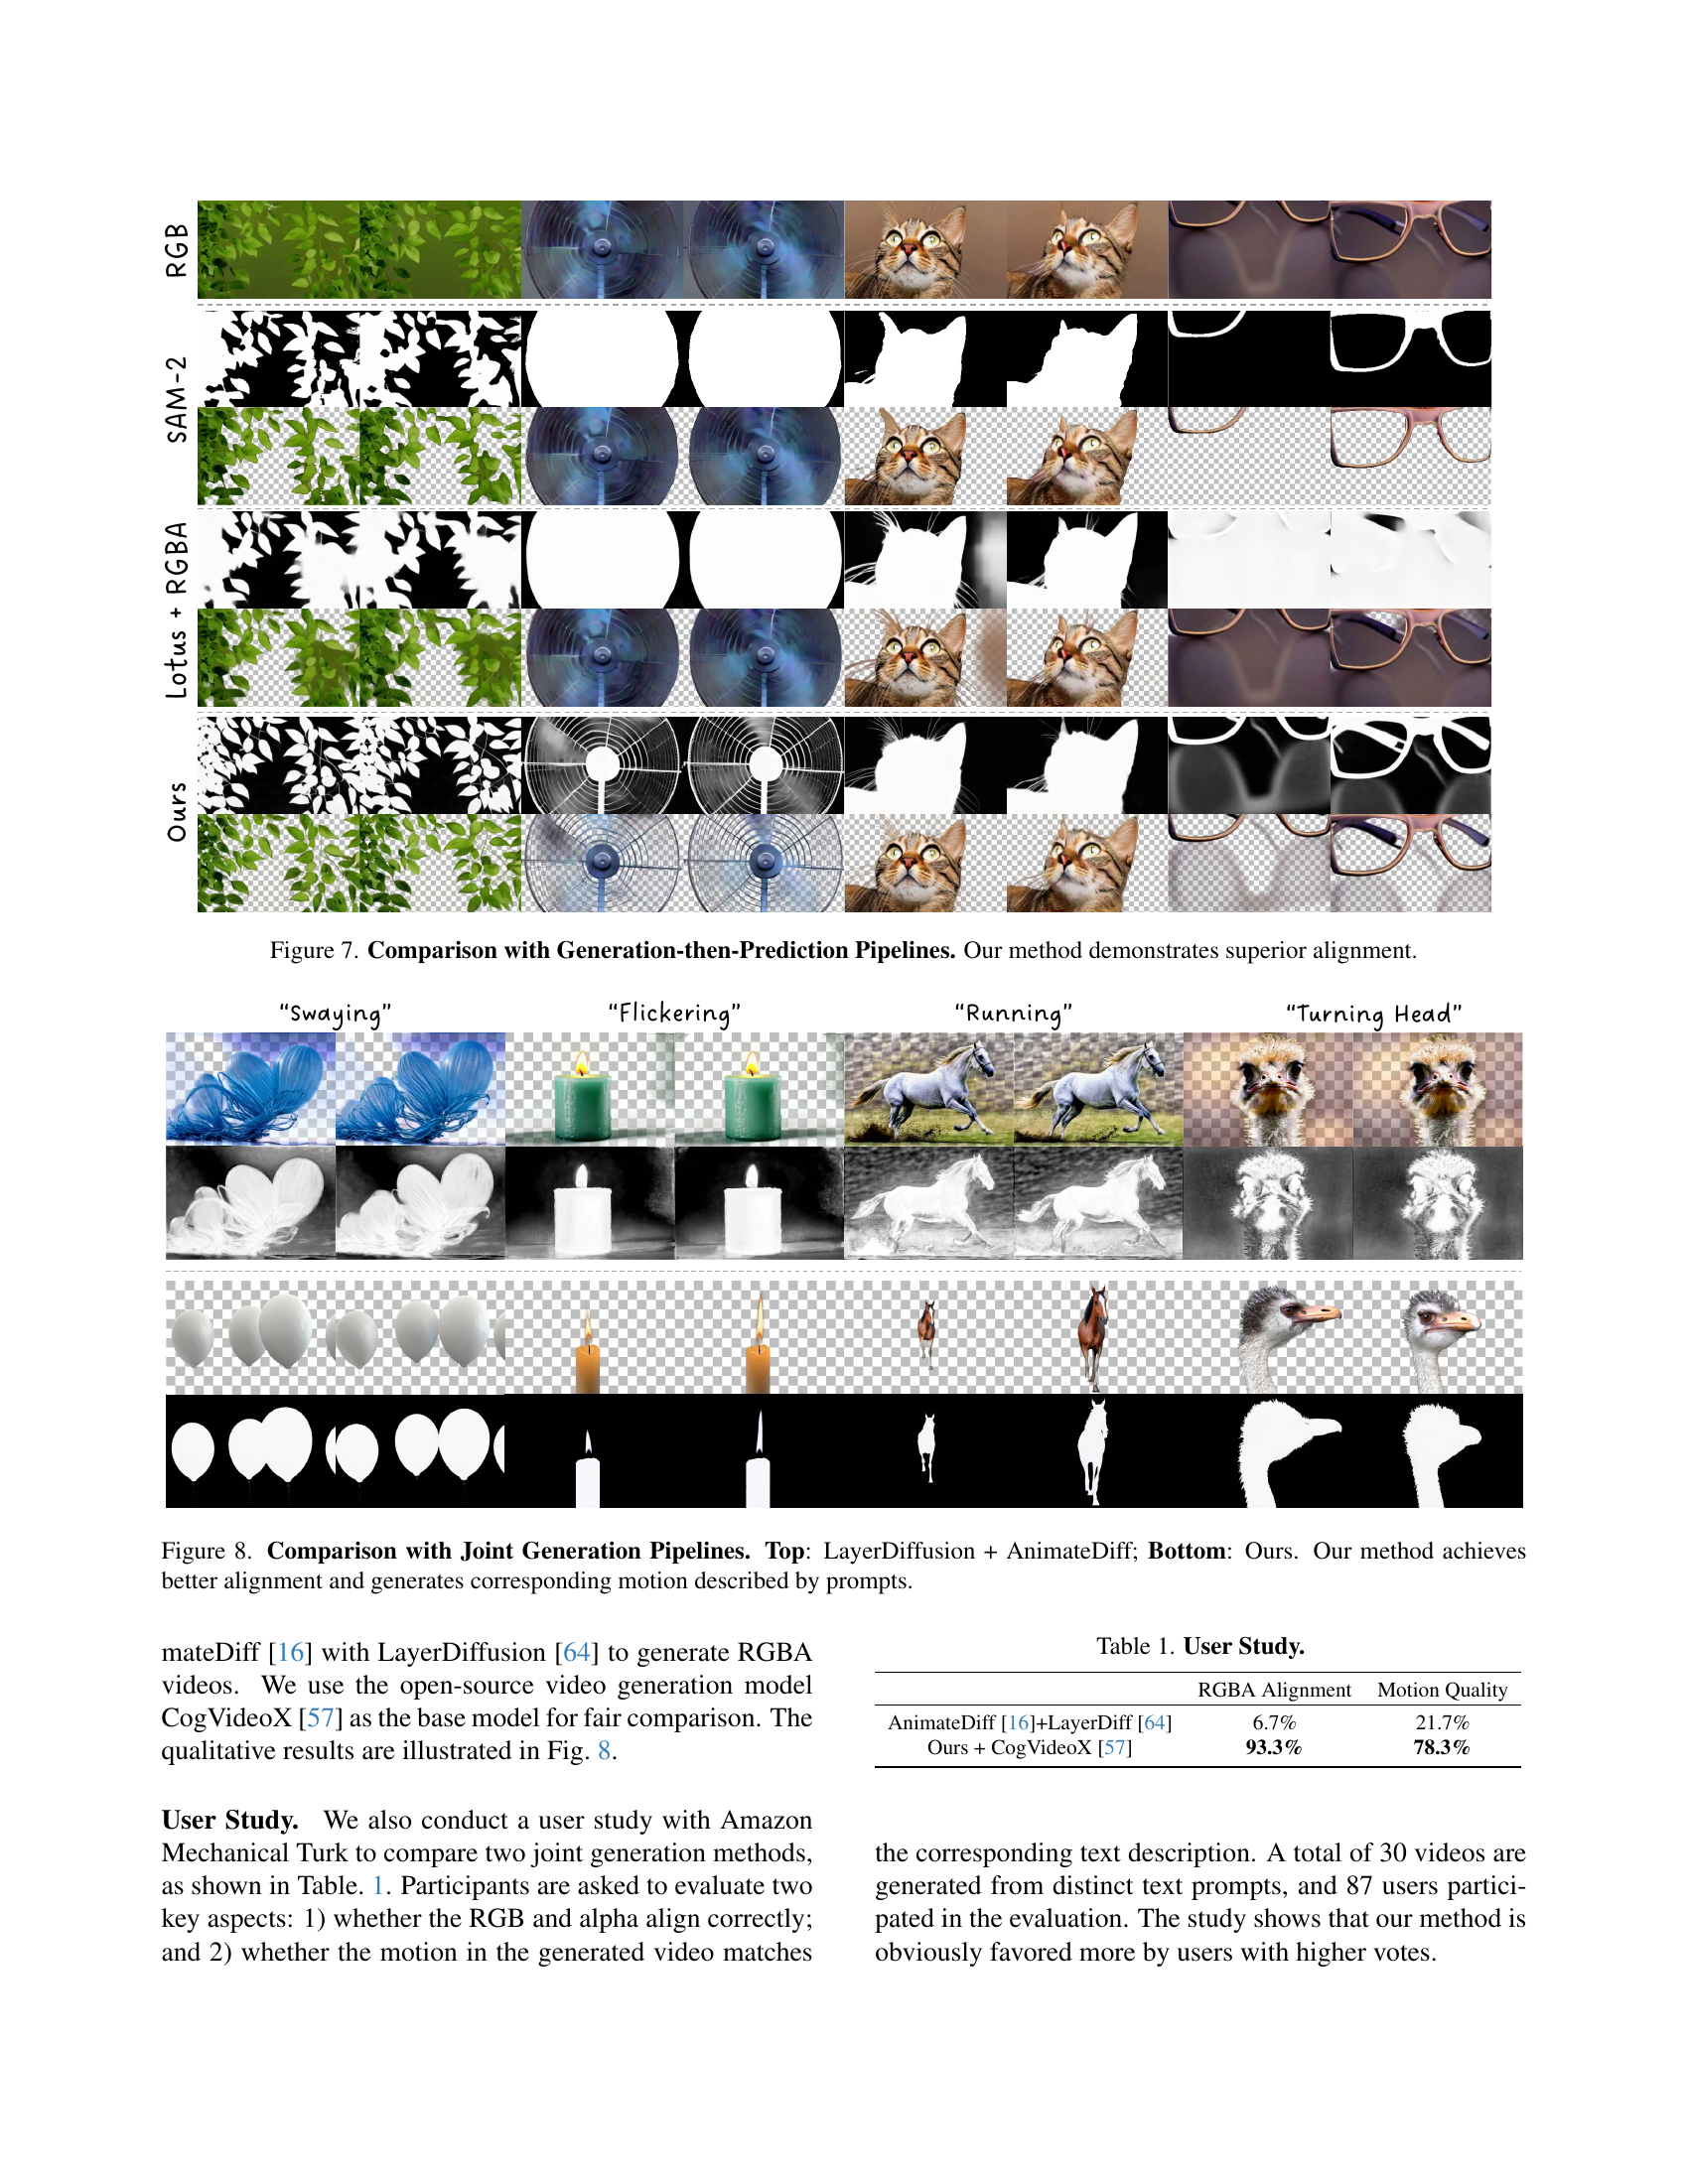 RGB
SAM-2
Lotus + RGBA
Ours
Figure 7. Comparison with Generation-then-Prediction Pipelines. Our method demonstrates superior alignment.
“Swaying” “Flickering” “Running” “Turning Head”
Figure 8. Comparison with Joint Generation Pipelines. Top: LayerDiffusion + AnimateDiff; Bottom: Ours. Our method achieves
better alignment and generates corresponding motion described by prompts.
mateDiff [16] with LayerDiffusion [64] to generate RGBA
videos. We use the open-source video generation model
CogVideoX [57] as the base model for fair comparison. The
qualitative results are illustrated in Fig. 8.
User Study. We also conduct a user study with Amazon
Mechanical Turk to compare two joint generation methods,
as shown in Table. 1. Participants are asked to evaluate two
key aspects: 1) whether the RGB and alpha align correctly;
and 2) whether the motion in the generated video matches
Table 1. User Study.
RGBA Alignment Motion Quality
AnimateDiff [16]+LayerDiff [64] 6.7% 21.7%
Ours + CogVideoX [57] 93.3% 78.3%
the corresponding text description. A total of 30 videos are
generated from distinct text prompts, and 87 users partici-
pated in the evaluation. The study shows that our method is
obviously favored more by users with higher votes.